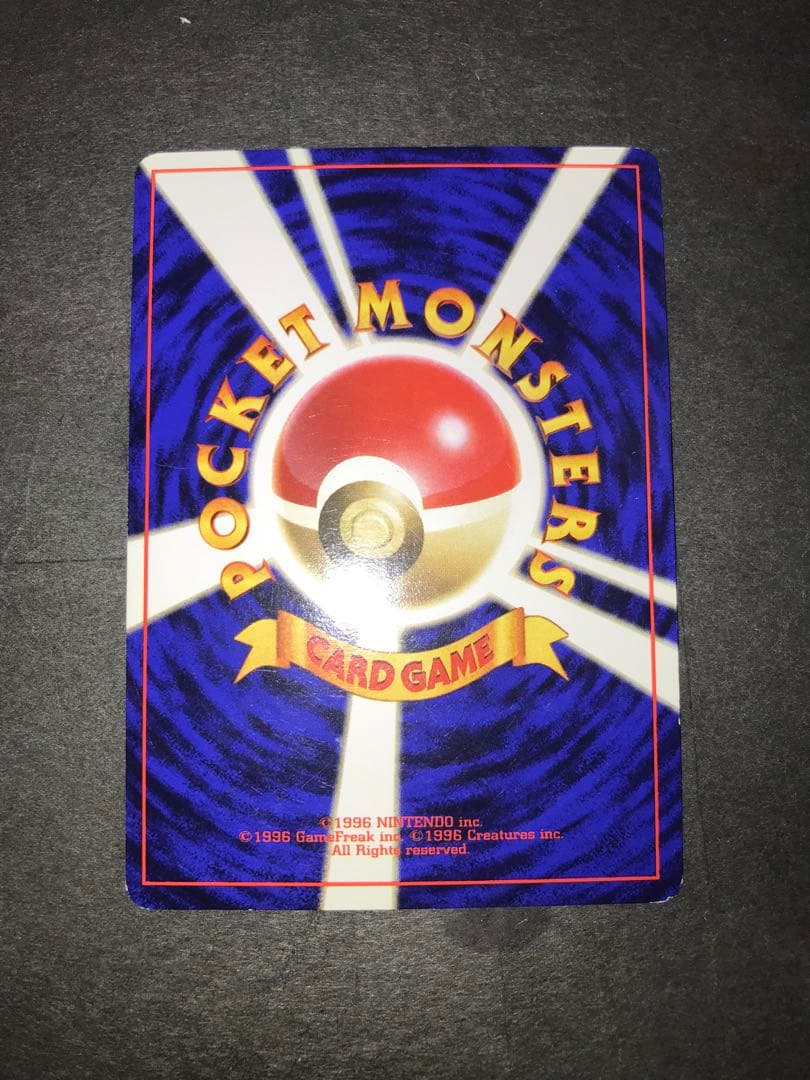 POCKET MONSTERS
CARD GAME
©1996 NINTENDO inc.
©1996 GameFreak inc. ©1996 Creatures inc.
All Rights reserved.